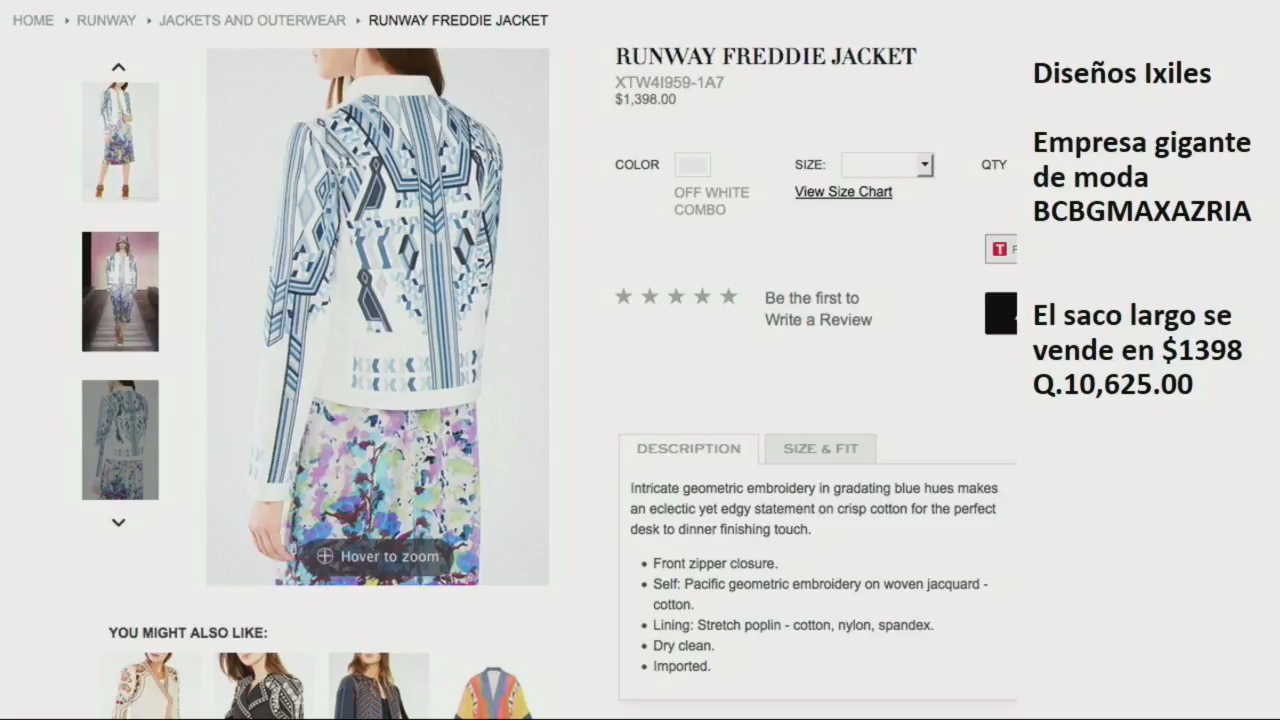 HOME ▸ RUNWAY ▸ JACKETS AND OUTERWEAR ▸ RUNWAY FREDDIE JACKET
RUNWAY FREDDIE JACKET
XTW4I959-1A7
$1,398.00
COLOR
OFF WHITE
COMBO
SIZE:
View Size Chart
QTY
Be the first to
Write a Review
DESCRIPTION
SIZE & FIT
Intricate geometric embroidery in gradating blue hues makes
an eclectic yet edgy statement on crisp cotton for the perfect
desk to dinner finishing touch.
• Front zipper closure.
• Self: Pacific geometric embroidery on woven jacquard -
cotton.
• Lining: Stretch poplin - cotton, nylon, spandex.
• Dry clean.
• Imported.
Hover to zoom
YOU MIGHT ALSO LIKE:
Diseños Ixiles
Empresa gigante
de moda
BCBGMAXAZRIA
El saco largo se
vende en $1398
Q.10,625.00